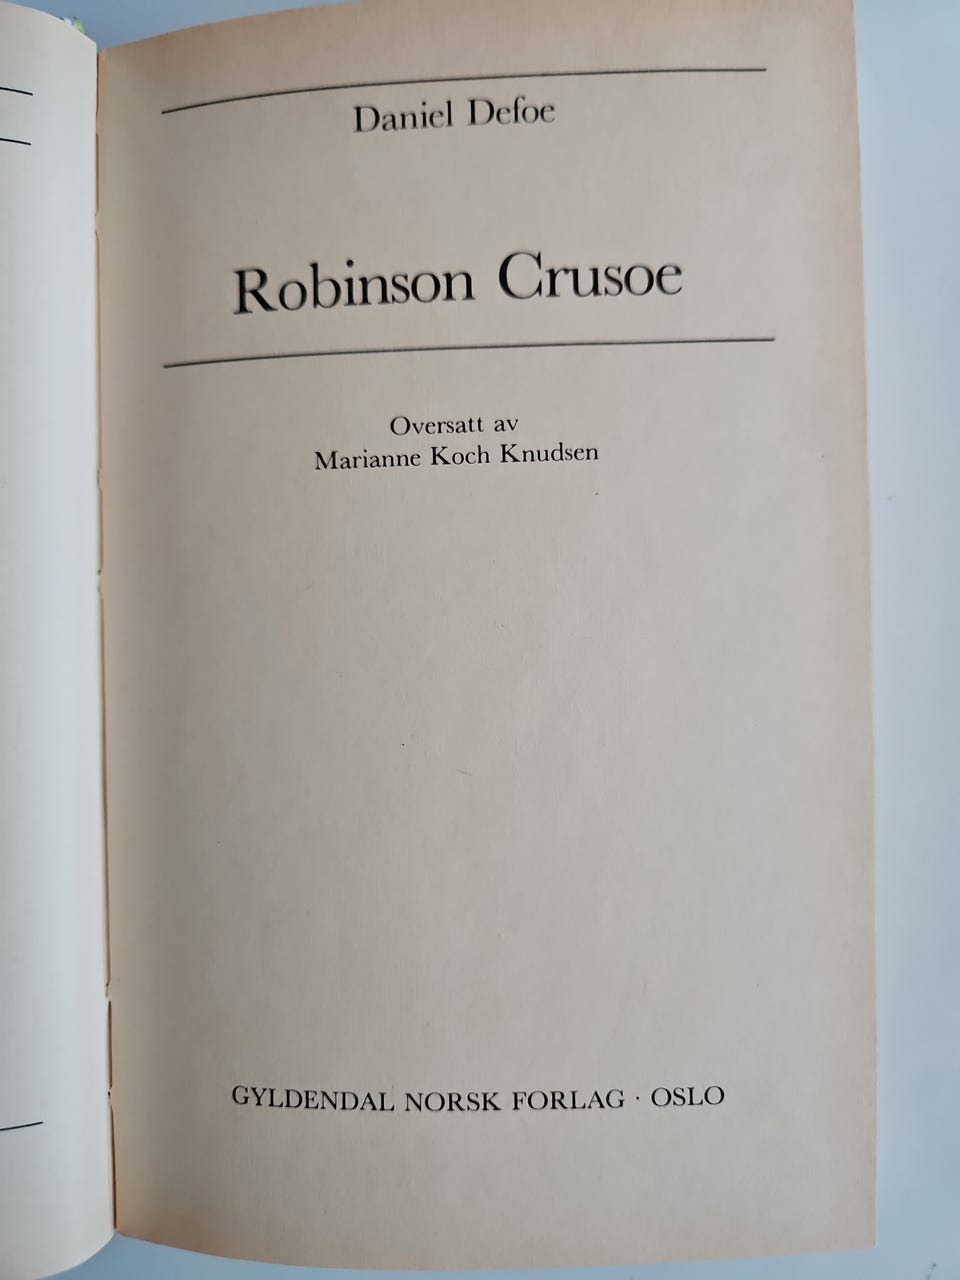 Daniel Defoe
Robinson Crusoe
Oversatt av
Marianne Koch Knudsen
GYLDENDAL NORSK FORLAG · OSLO